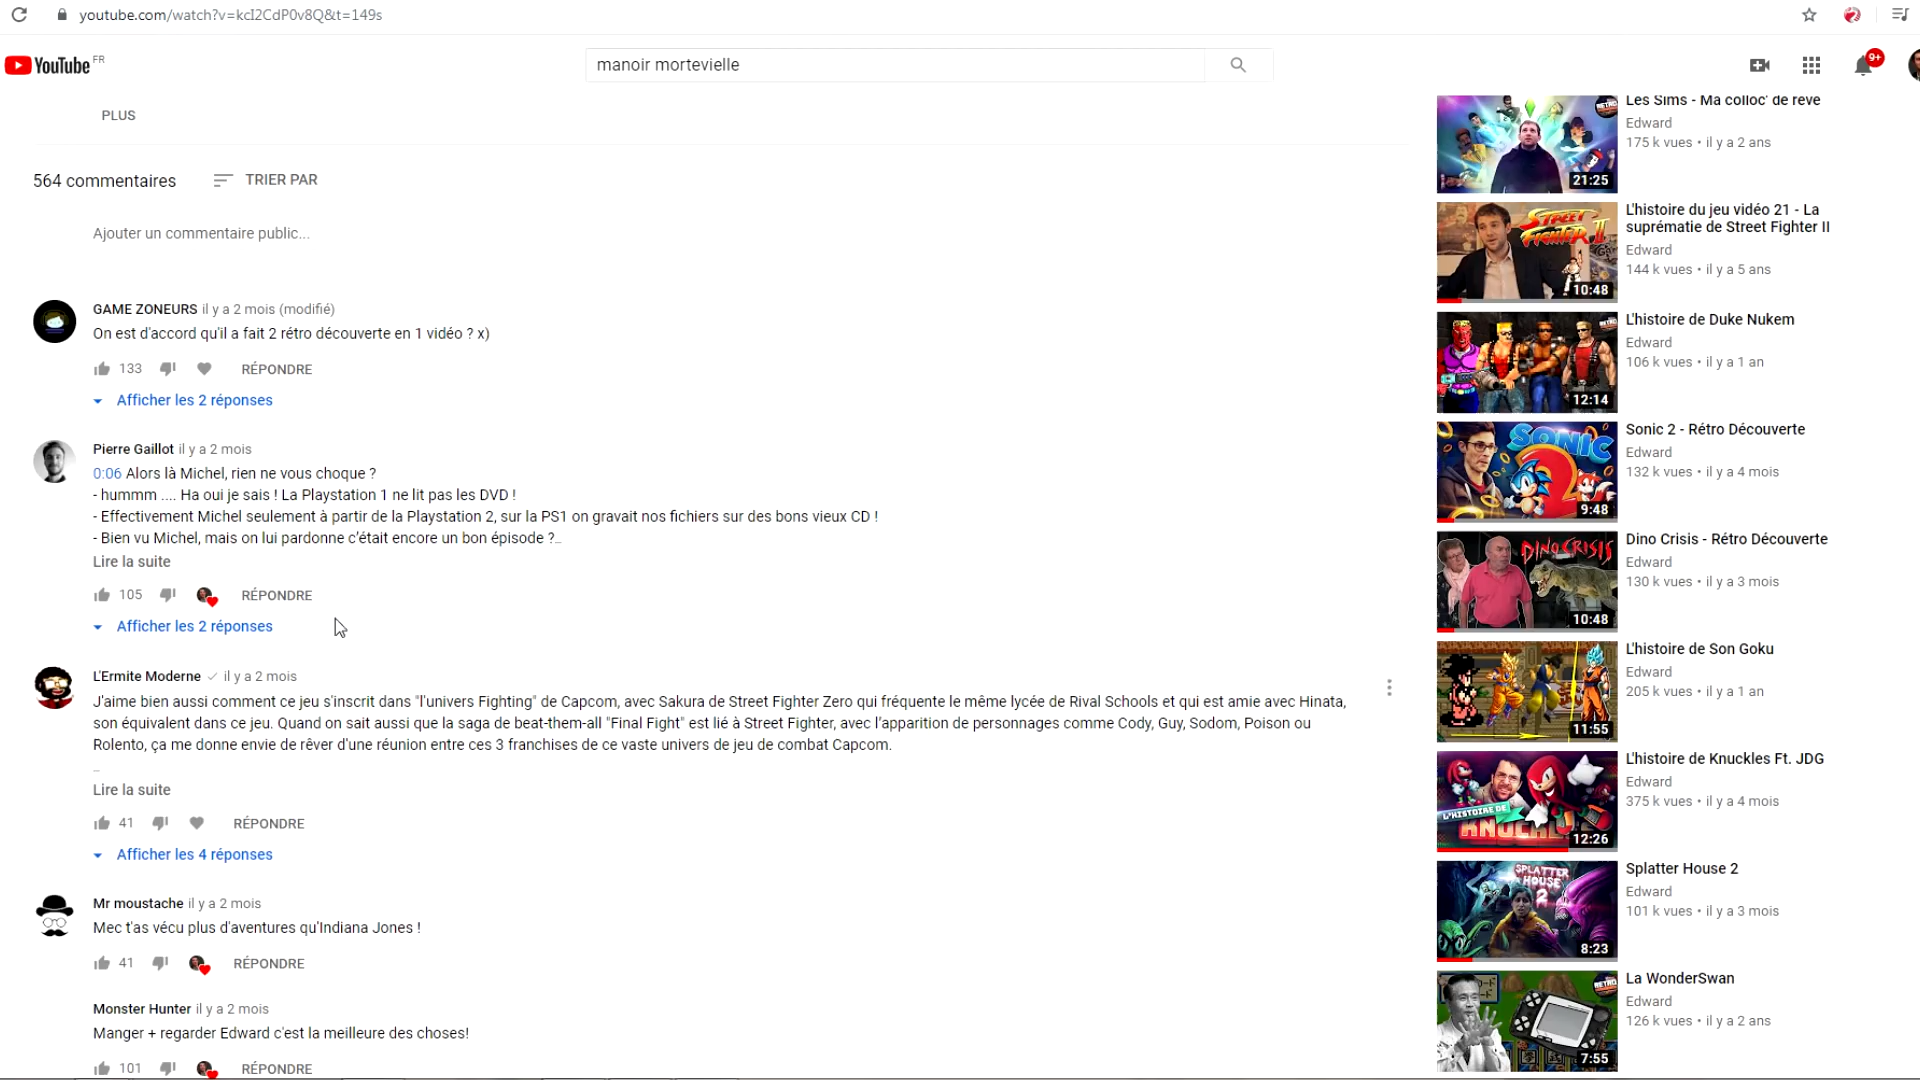 youtube.com/watch?v=kcI2CdP0v8Q&t=149s
YouTube FR
manoir mortevielle
9+
PLUS
564 commentaires
TRIER PAR
Ajouter un commentaire public...
GAME ZONEURS il y a 2 mois (modifié)
On est d'accord qu'il a fait 2 rétro découverte en 1 vidéo ? x)
133 RÉPONDRE
Afficher les 2 réponses
Pierre Gaillot il y a 2 mois
0:06 Alors là Michel, rien ne vous choque ?
- hummm .... Ha oui je sais ! La Playstation 1 ne lit pas les DVD !
- Effectivement Michel seulement à partir de la Playstation 2, sur la PS1 on gravait nos fichiers sur des bons vieux CD !
- Bien vu Michel, mais on lui pardonne c'était encore un bon épisode ?...
Lire la suite
105 RÉPONDRE
Afficher les 2 réponses
L'Ermite Moderne il y a 2 mois
J'aime bien aussi comment ce jeu s'inscrit dans "l'univers Fighting" de Capcom, avec Sakura de Street Fighter Zero qui fréquente le même lycée de Rival Schools et qui est amie avec Hinata,
son équivalent dans ce jeu. Quand on sait aussi que la saga de beat-them-all "Final Fight" est lié à Street Fighter, avec l'apparition de personnages comme Cody, Guy, Sodom, Poison ou
Rolento, ça me donne envie de rêver d'une réunion entre ces 3 franchises de ce vaste univers de jeu de combat Capcom.
...
Lire la suite
41 RÉPONDRE
Afficher les 4 réponses
Mr moustache il y a 2 mois
Mec t'as vécu plus d'aventures qu'Indiana Jones !
41 RÉPONDRE
Monster Hunter il y a 2 mois
Manger + regarder Edward c'est la meilleure des choses!
101 RÉPONDRE
21:25
Les Sims - Ma colloc' de rêve
Edward
175 k vues • il y a 2 ans
STREET FIGHTER II
10:48
L'histoire du jeu vidéo 21 - La
suprématie de Street Fighter II
Edward
144 k vues • il y a 5 ans
12:14
L'histoire de Duke Nukem
Edward
106 k vues • il y a 1 an
SONIC 2
9:48
Sonic 2 - Rétro Découverte
Edward
132 k vues • il y a 4 mois
DINO CRISIS
10:48
Dino Crisis - Rétro Découverte
Edward
130 k vues • il y a 3 mois
11:55
L'histoire de Son Goku
Edward
205 k vues • il y a 1 an
L'HISTOIRE DE
KNUCKLES
12:26
L'histoire de Knuckles Ft. JDG
Edward
375 k vues • il y a 4 mois
SPLATTER
HOUSE
2
8:23
Splatter House 2
Edward
101 k vues • il y a 3 mois
RETRO
7:55
La WonderSwan
Edward
126 k vues • il y a 2 ans